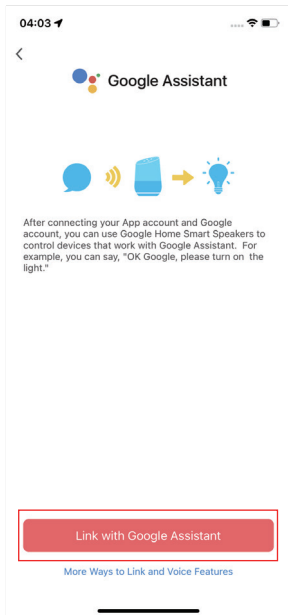 04:03
Google Assistant
After connecting your App account and Google
account, you can use Google Home Smart Speakers to
control devices that work with Google Assistant. For
example, you can say, "OK Google, please turn on the
light."
Link with Google Assistant
More Ways to Link and Voice Features